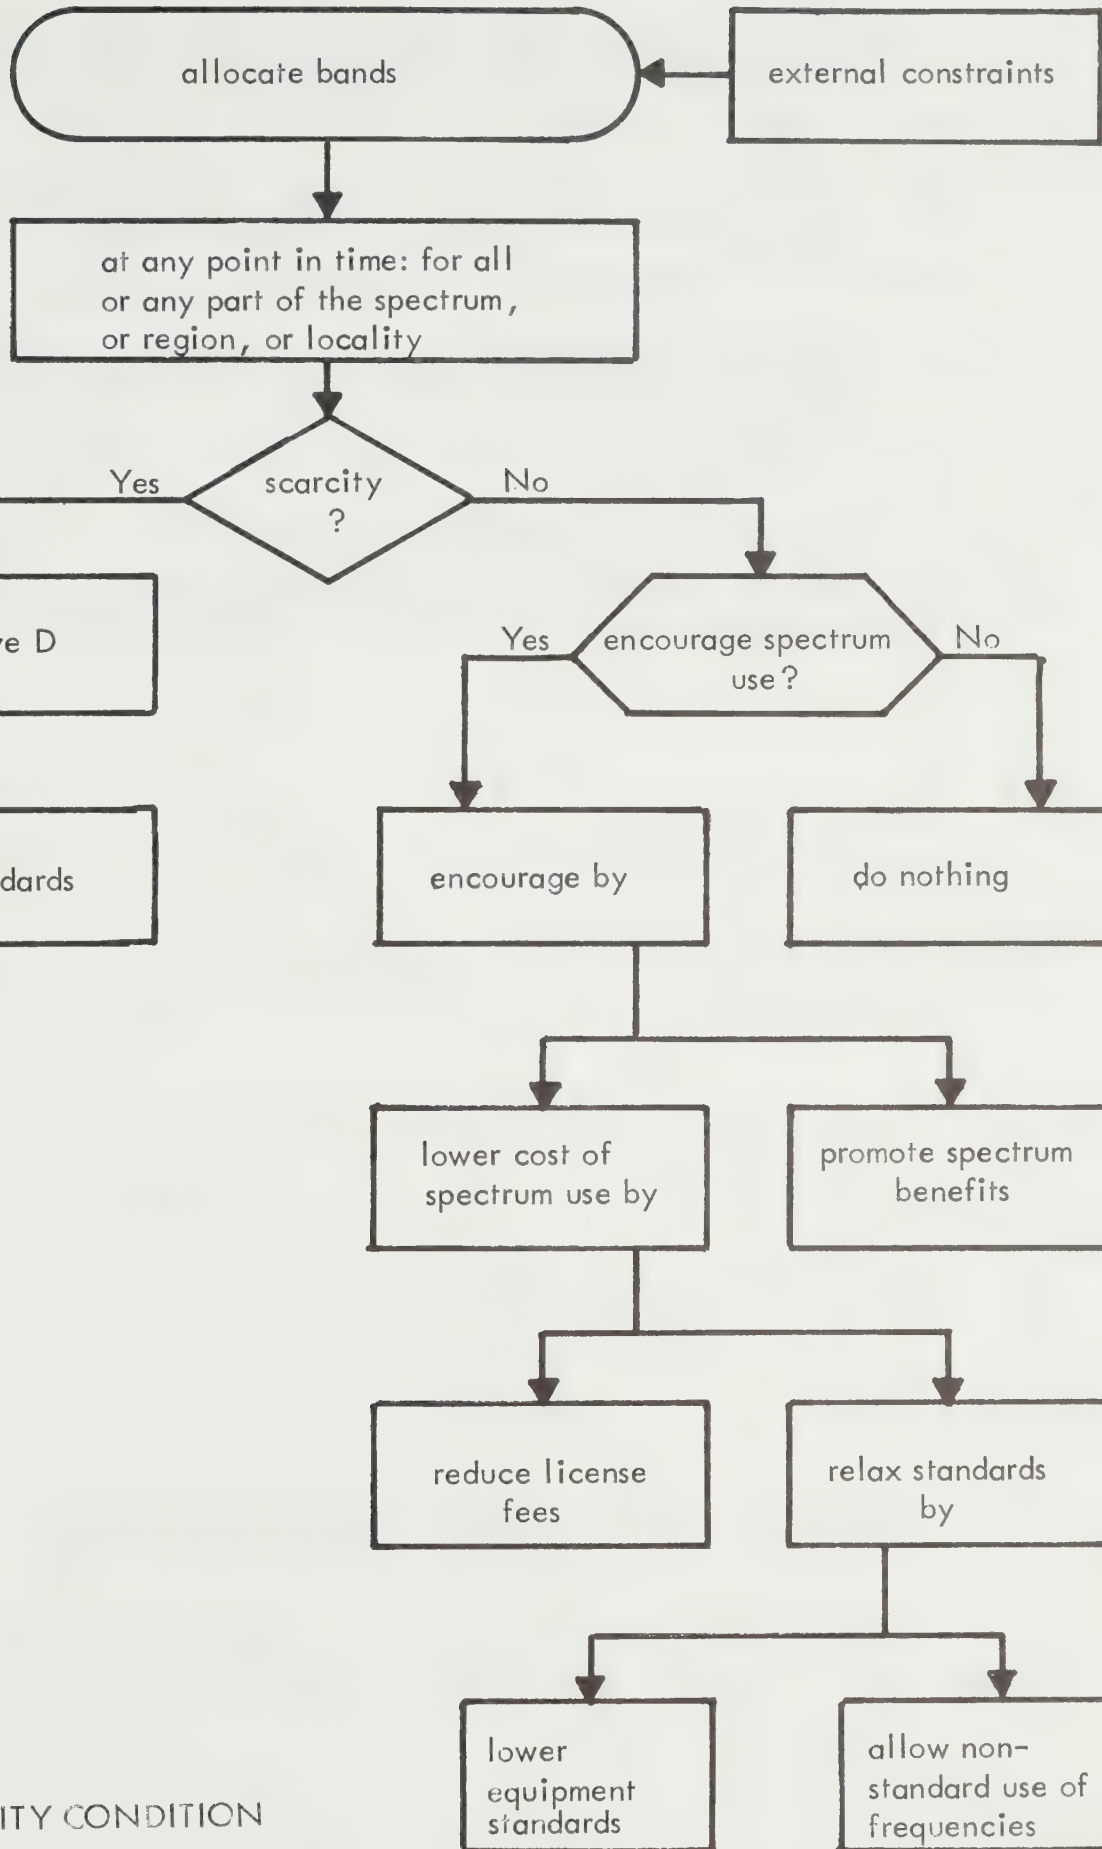 allocate bands
external constraints
at any point in time: for all
or any part of the spectrum,
or region, or locality
Yes
scarcity
?
No
ve D
Yes
encourage spectrum
use?
No
dards
encourage by
do nothing
lower cost of
spectrum use by
promote spectrum
benefits
reduce license
fees
relax standards
by
lower
equipment
standards
allow non-
standard use of
frequencies
ITY CONDITION